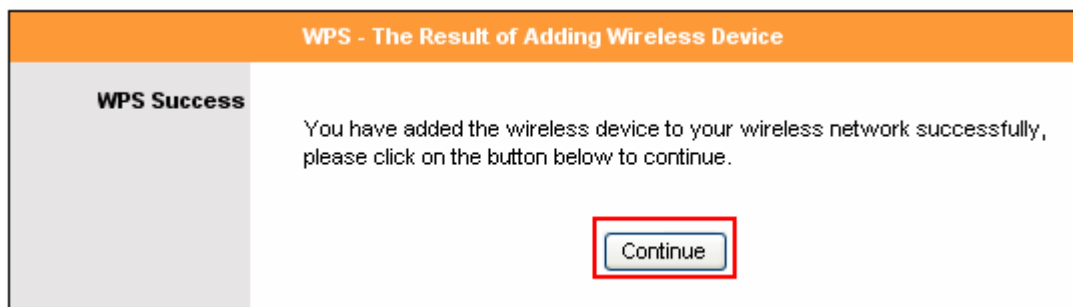 WPS - The Result of Adding Wireless Device
WPS Success
You have added the wireless device to your wireless network successfully,
please click on the button below to continue.
Continue